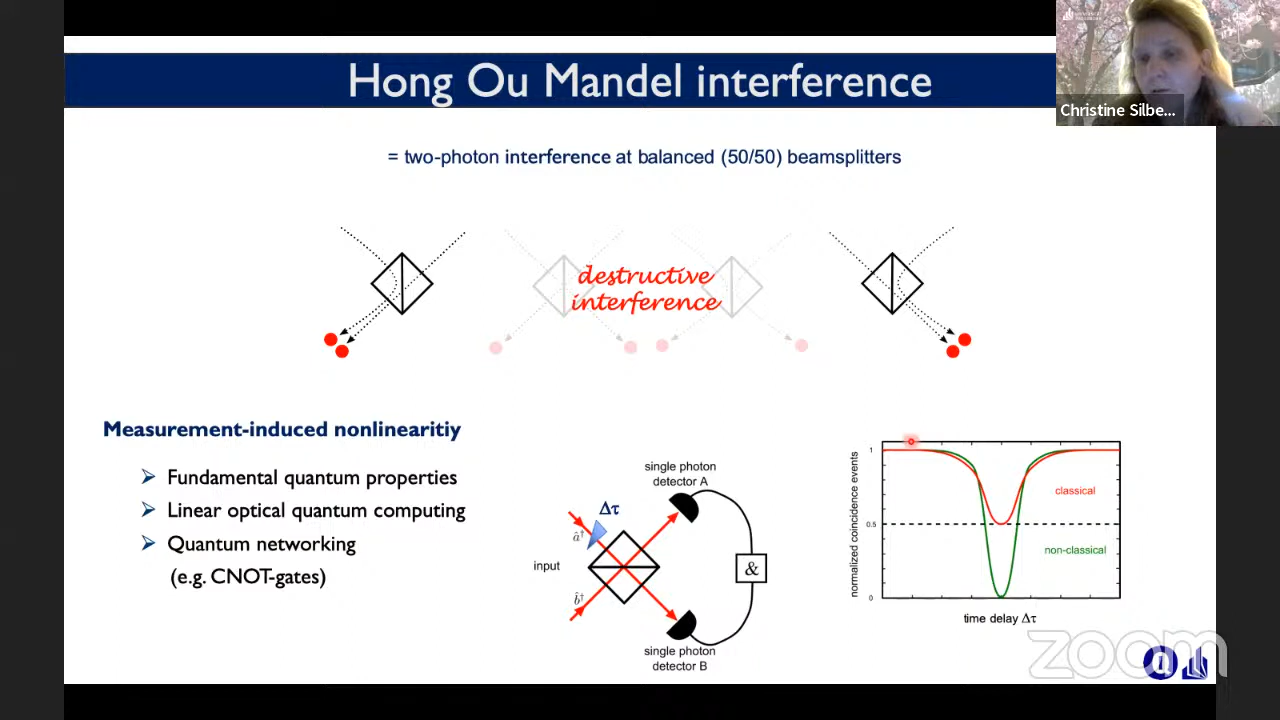 Hong Ou Mandel interference
Christine Silbe...
= two-photon interference at balanced (50/50) beamsplitters
destructive
interference
Measurement-induced nonlinearitiy
Fundamental quantum properties
Linear optical quantum computing
Quantum networking
(e.g. CNOT-gates)
single photon
detector A
Δτ
â†
input
&
b̂†
single photon
detector B
normalized coincidence events
1
classical
0.5
non-classical
0
time delay Δτ
zoom